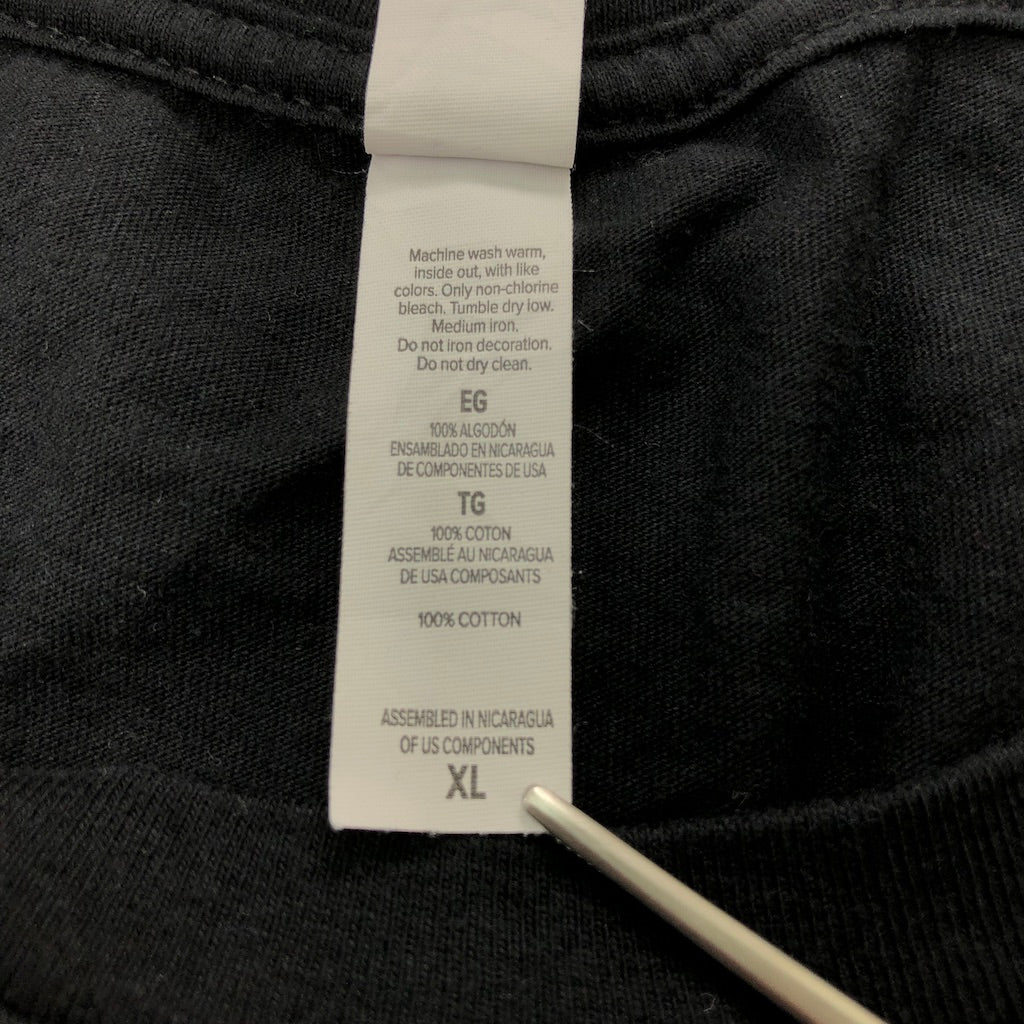 Machine wash warm,
inside out, with like
colors. Only non-chlorine
bleach. Tumble dry low.
Medium iron.
Do not iron decoration.
Do not dry clean.
EG
100% ALGODÓN
ENSAMBLADO EN NICARAGUA
DE COMPONENTES DE USA
TG
100% COTON
ASSEMBLÉ AU NICARAGUA
DE USA COMPOSANTS
100% COTTON
ASSEMBLED IN NICARAGUA
OF US COMPONENTS
XL